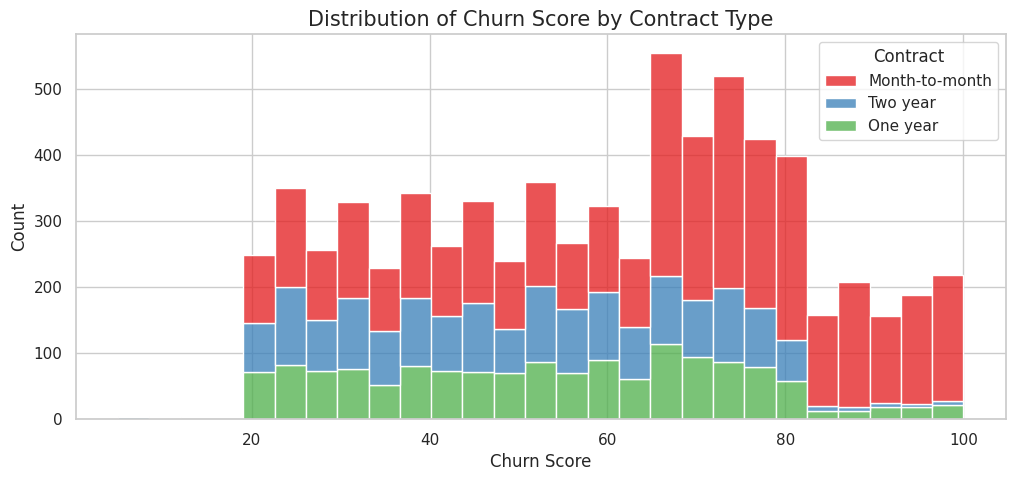 Distribution of Churn Score by Contract Type
Contract
Month-to-month
Two year
One year
500
400
300
200
100
0
Count
20 40 60 80 100
Churn Score